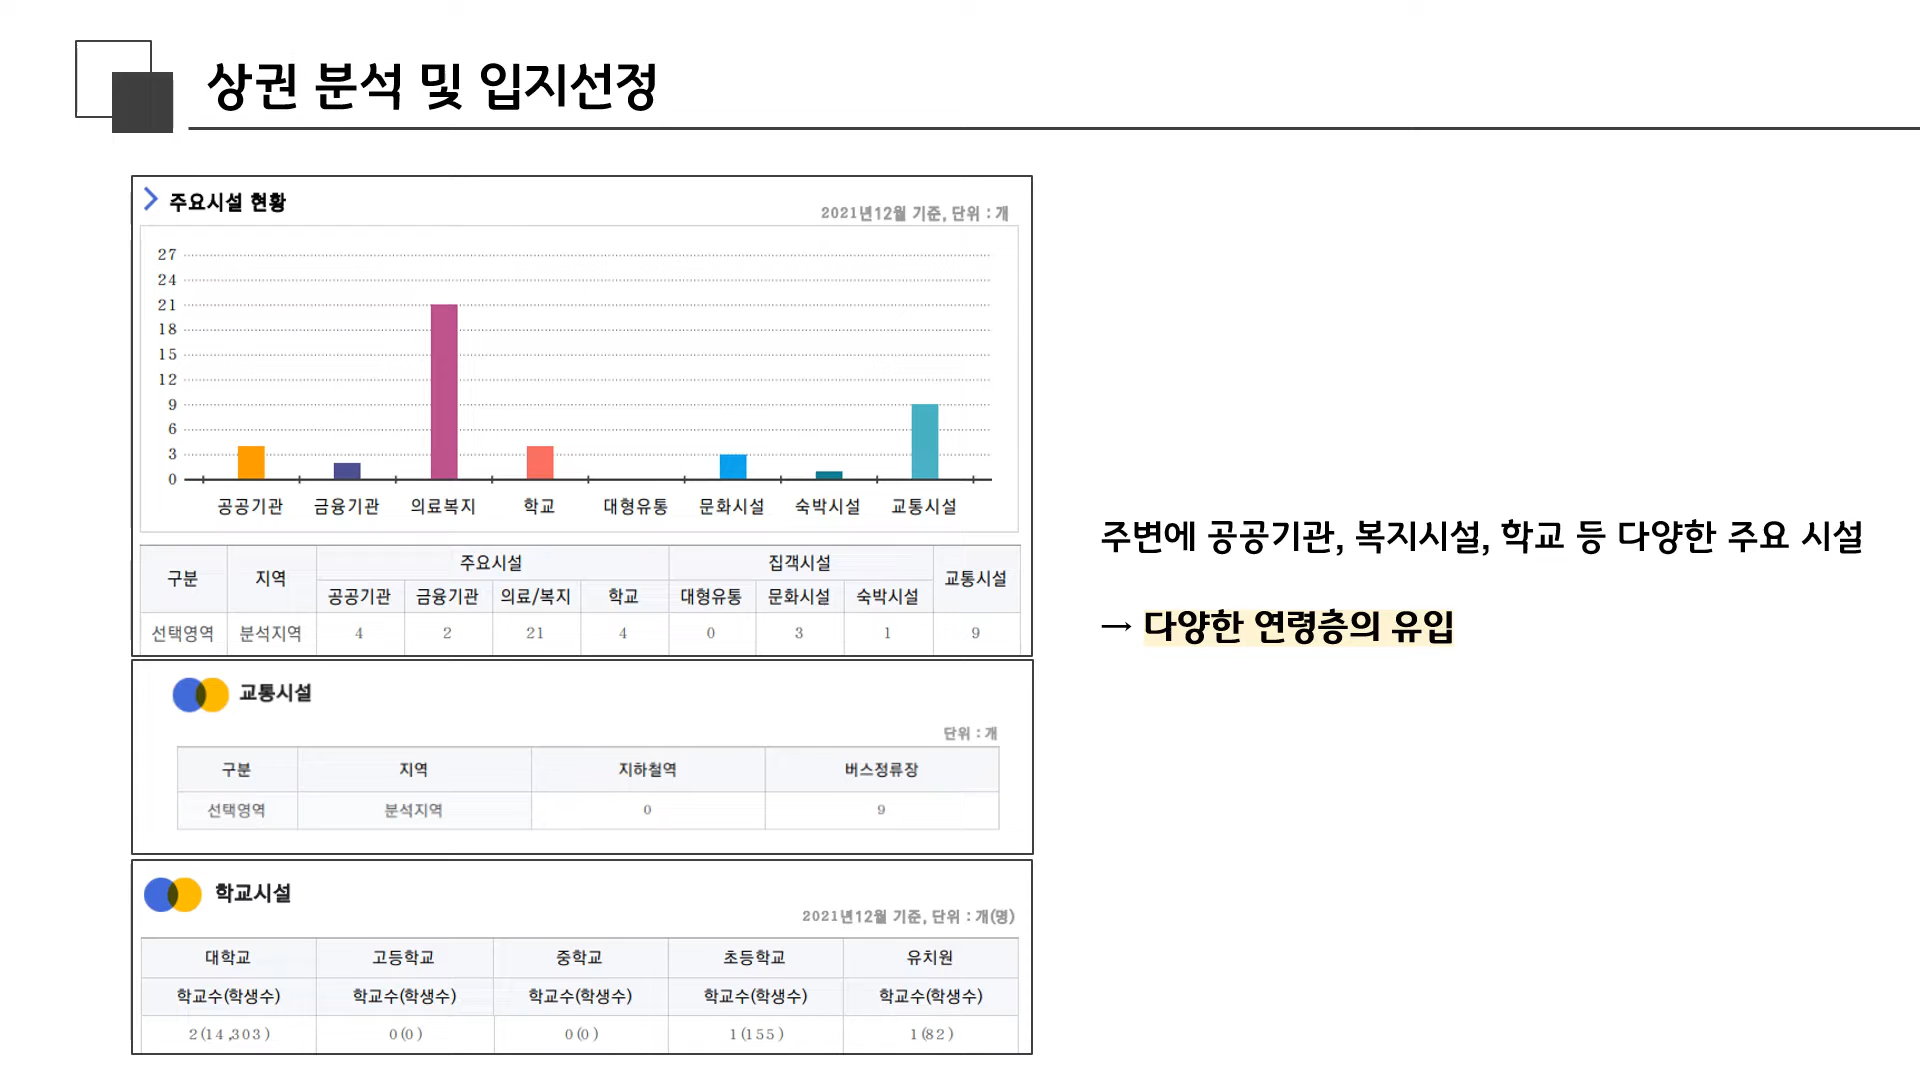 상권 분석 및 입지선정
주요시설 현황
2021년12월 기준, 단위 : 개
27
24
21
18
15
12
9
6
3
0
공공기관 금융기관 의료복지 학교 대형유통 문화시설 숙박시설 교통시설
구분 지역 주요시설 집객시설 교통시설
공공기관 금융기관 의료/복지 학교 대형유통 문화시설 숙박시설
선택영역 분석지역 4 2 21 4 0 3 1 9
교통시설
단위 : 개
구분 지역 지하철역 버스정류장
선택영역 분석지역 0 9
학교시설
2021년12월 기준, 단위 : 개(명)
대학교 고등학교 중학교 초등학교 유치원
학교수(학생수) 학교수(학생수) 학교수(학생수) 학교수(학생수) 학교수(학생수)
2(14,303) 0(0) 0(0) 1(155) 1(82)
주변에 공공기관, 복지시설, 학교 등 다양한 주요 시설
→ 다양한 연령층의 유입